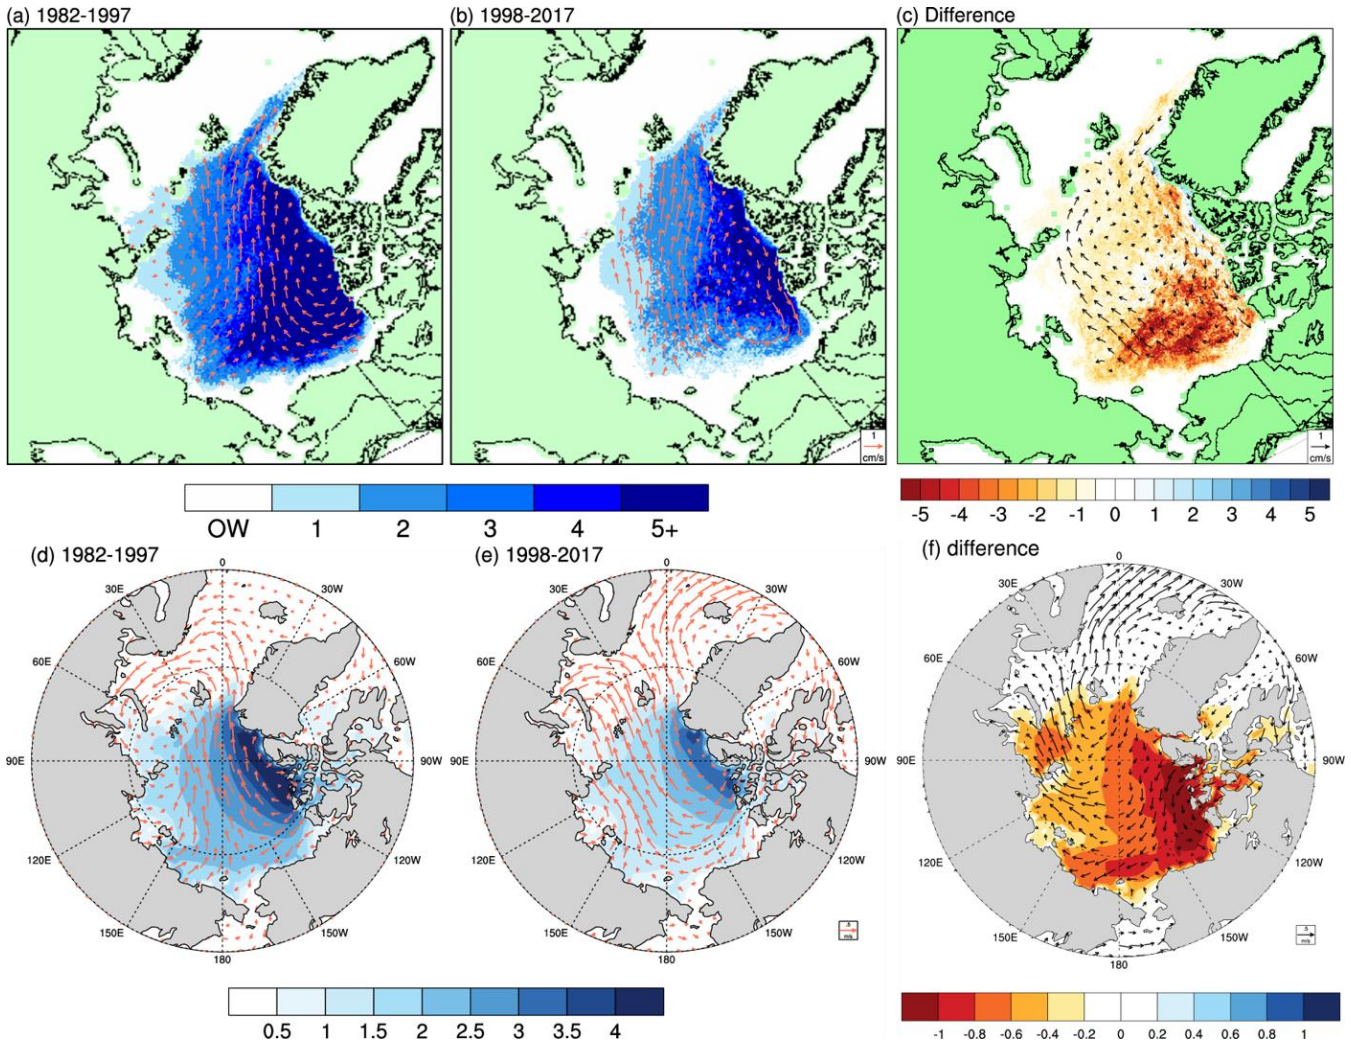 (a) 1982-1997
(b) 1998-2017
(c) Difference
1
cm/s
1
cm/s
OW 1 2 3 4 5+
-5 -4 -3 -2 -1 0 1 2 3 4 5
(d) 1982-1997
0
30E 30W
60E 60W
90E 90W
120E 120W
150E 150W
180
(e) 1998-2017
0
30E 30W
60E 60W
90E 90W
120E 120W
150E 150W
180
.5
m/s
(f) difference
0
30E 30W
60E 60W
90E 90W
120E 120W
150E 150W
180
.5
m/s
0.5 1 1.5 2 2.5 3 3.5 4
-1 -0.8 -0.6 -0.4 -0.2 0 0.2 0.4 0.6 0.8 1